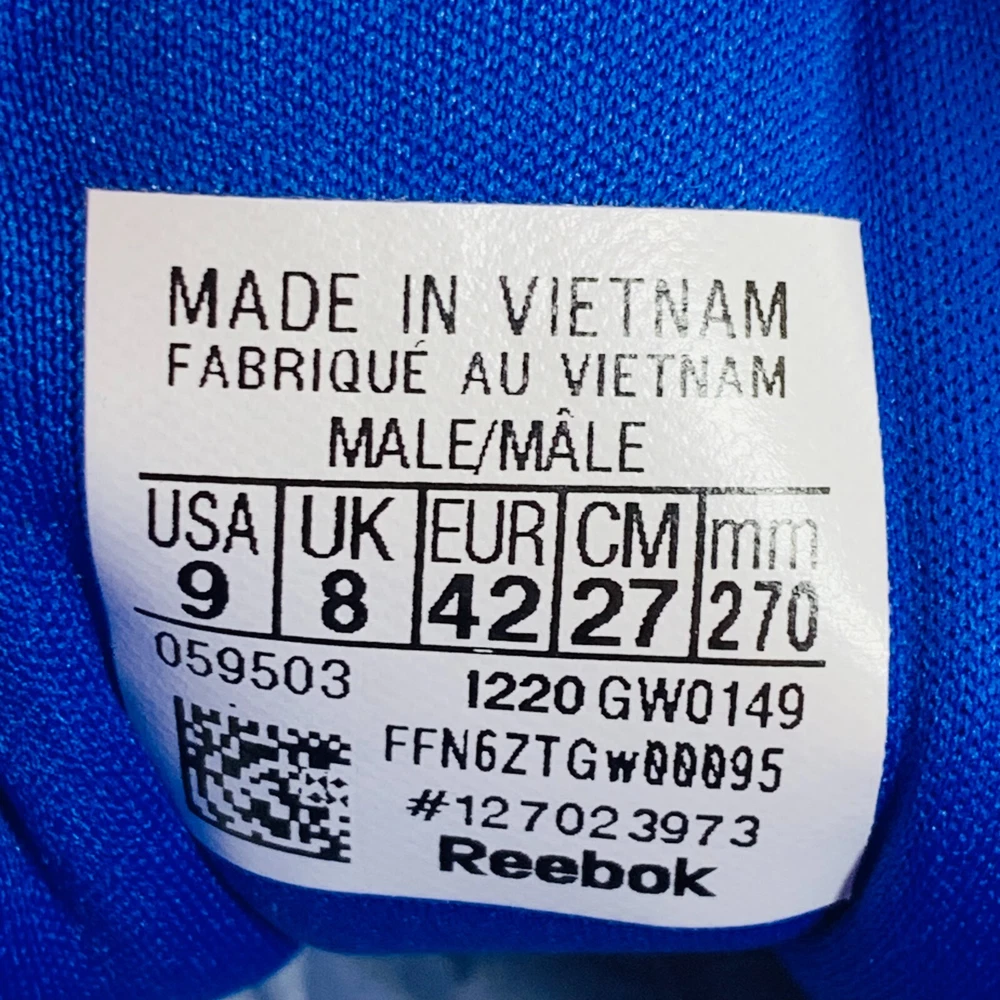 MADE IN VIETNAM
FABRIQUÉ AU VIETNAM
MALE/MÂLE
USA UK EUR CM mm
9 8 42 27 270
059503
1220 GW0149
FFN6ZTGW00095
#127023973
Reebok